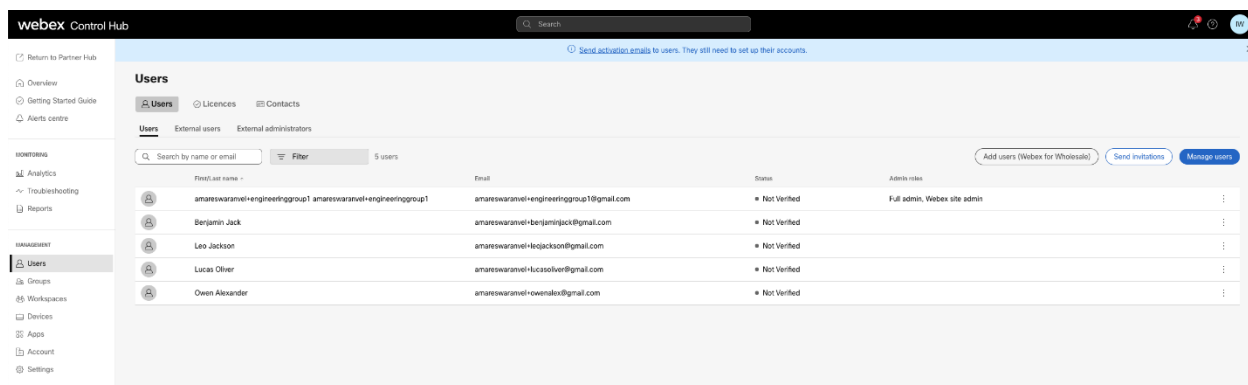 webex Control Hub
Search
3
IW
Return to Partner Hub
Send activation emails to users. They still need to set up their accounts.
Overview
Getting Started Guide
Alerts centre
MONITORING
Analytics
Troubleshooting
Reports
MANAGEMENT
Users
Groups
Workspaces
Devices
Apps
Account
Settings
Users
Users Licences Contacts
Users External users External administrators
Search by name or email Filter 5 users Add users (Webex for Wholesale) Send invitations Manage users
First/Last name Email Status Admin roles
amareswaranvel+engineeringgroup1 amareswaranvel+engineeringgroup1 amareswaranvel+engineeringgroup1@gmail.com Not Verified Full admin, Webex site admin
Benjamin Jack amareswaranvel+benjaminjack@gmail.com Not Verified
Leo Jackson amareswaranvel+leojackson@gmail.com Not Verified
Lucas Oliver amareswaranvel+lucasoliver@gmail.com Not Verified
Owen Alexander amareswaranvel+owenalex@gmail.com Not Verified